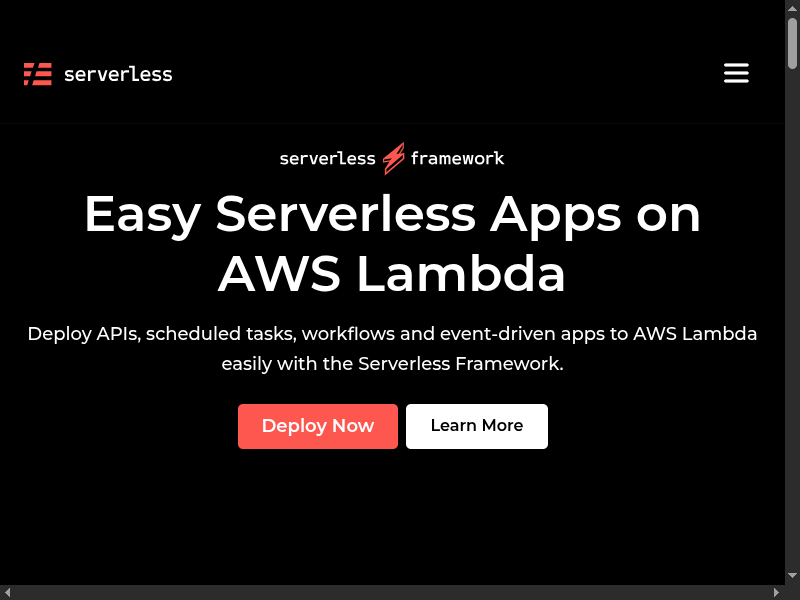 serverless
serverless framework
Easy Serverless Apps on
AWS Lambda
Deploy APIs, scheduled tasks, workflows and event-driven apps to AWS Lambda
easily with the Serverless Framework.
Deploy Now Learn More